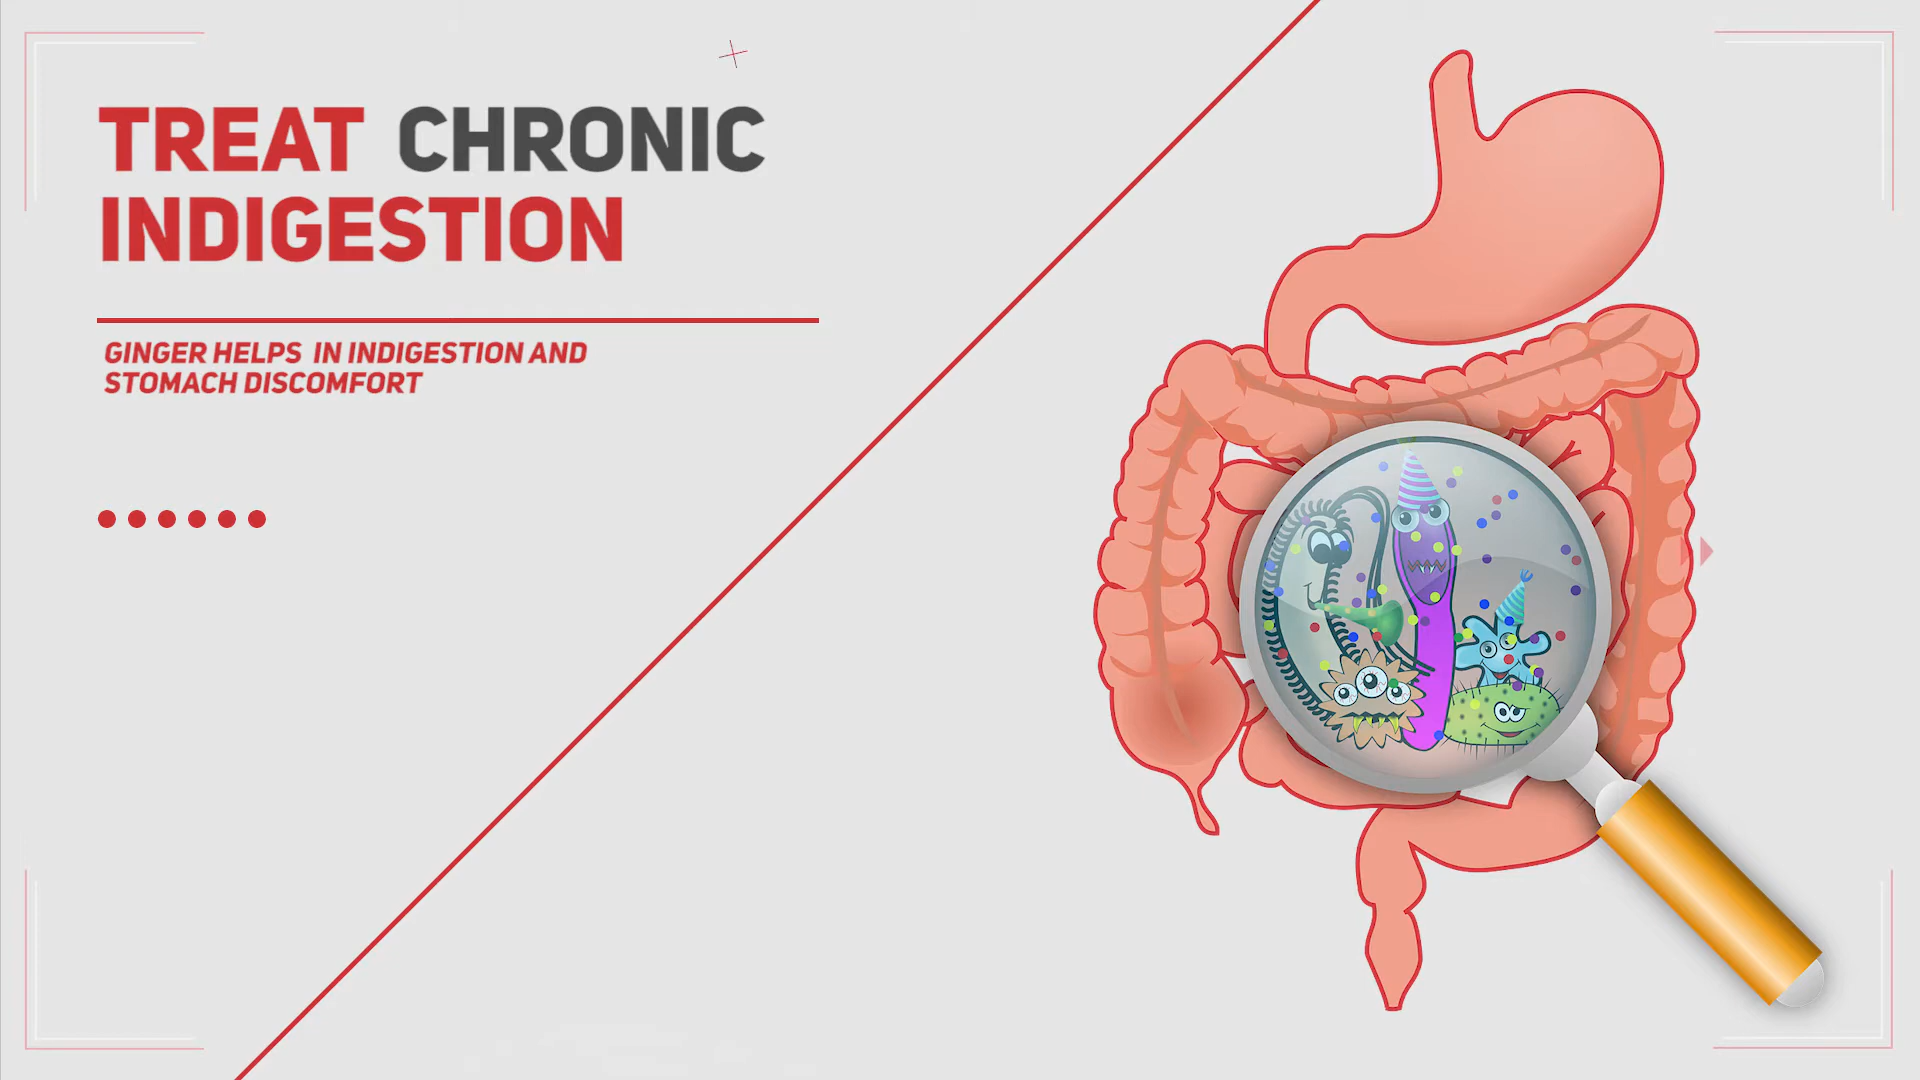 TREAT CHRONIC
INDIGESTION
GINGER HELPS IN INDIGESTION AND
STOMACH DISCOMFORT